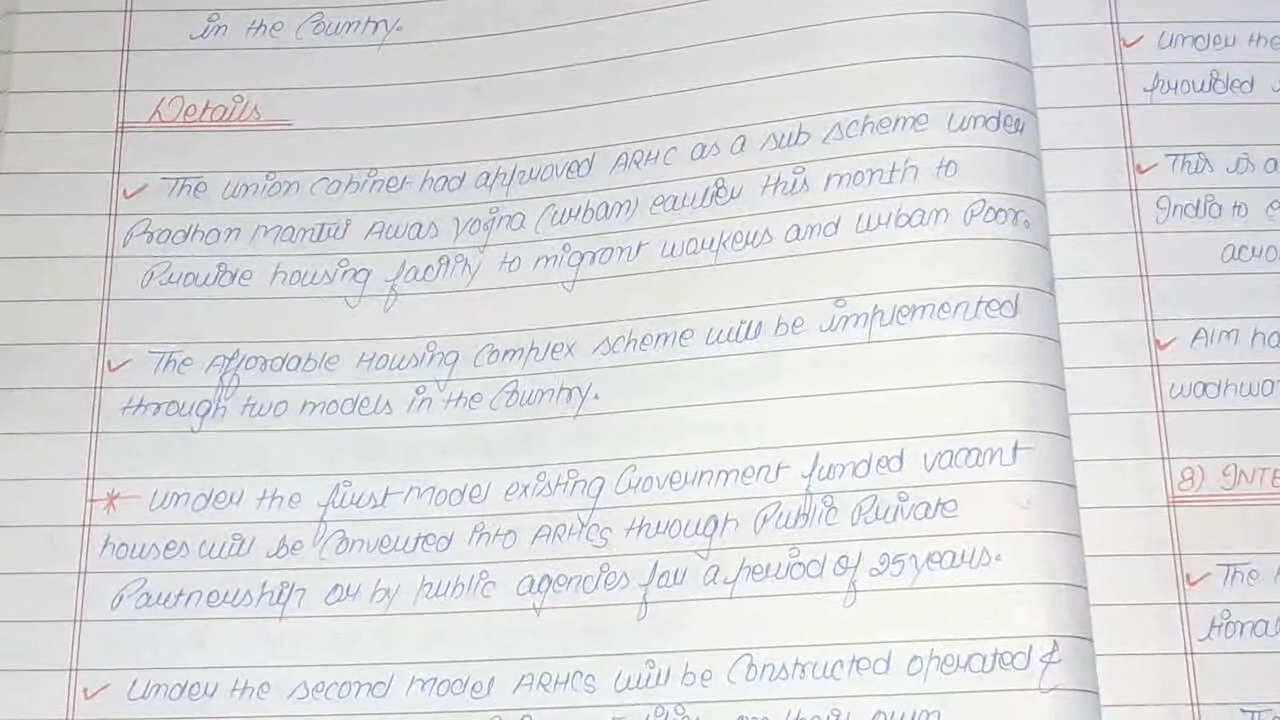 in the Country.
Details
✓ The union cabinet had approved ARHC as a sub scheme under
Pradhan Mantri Awas Yojna (urban) earlier this month to
Provide housing facility to migrant workers and urban Poor.
✓ The Affordable Housing Complex scheme will be implemented
through two models in the Country.
* Under the first model existing Government funded vacant
houses will be Converted into ARHCs through Public Private
Partnership or by public agencies for a period of 25 years.
✓ Under the second model ARHCs will be Constructed operated &
✓ Under the
provided
✓ This is a
India to
✓ Aim ha
wadhwa
8) INTE
✓ The
tional